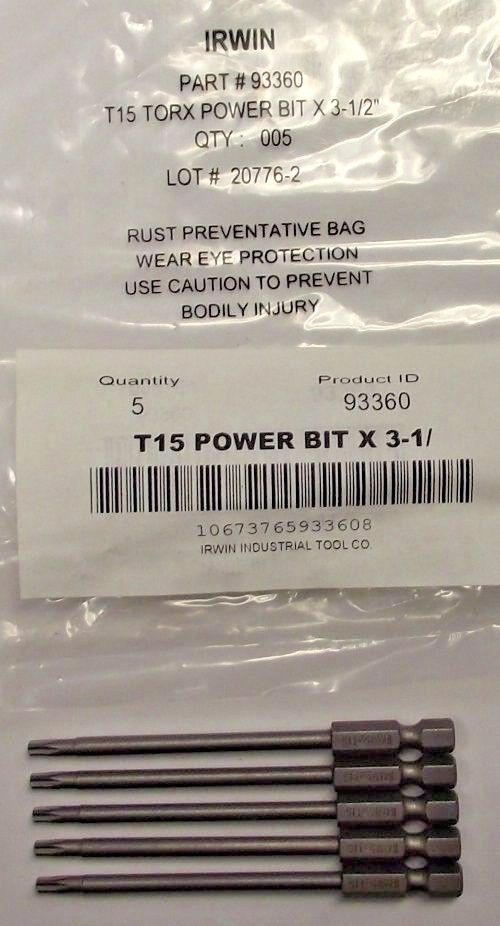 IRWIN
PART # 93360
T15 TORX POWER BIT X 3-1/2"
QTY : 005
LOT # 20776-2
RUST PREVENTATIVE BAG
WEAR EYE PROTECTION
USE CAUTION TO PREVENT
BODILY INJURY
Quantity Product ID
5 93360
T15 POWER BIT X 3-1/
10673765933608
IRWIN INDUSTRIAL TOOL CO.